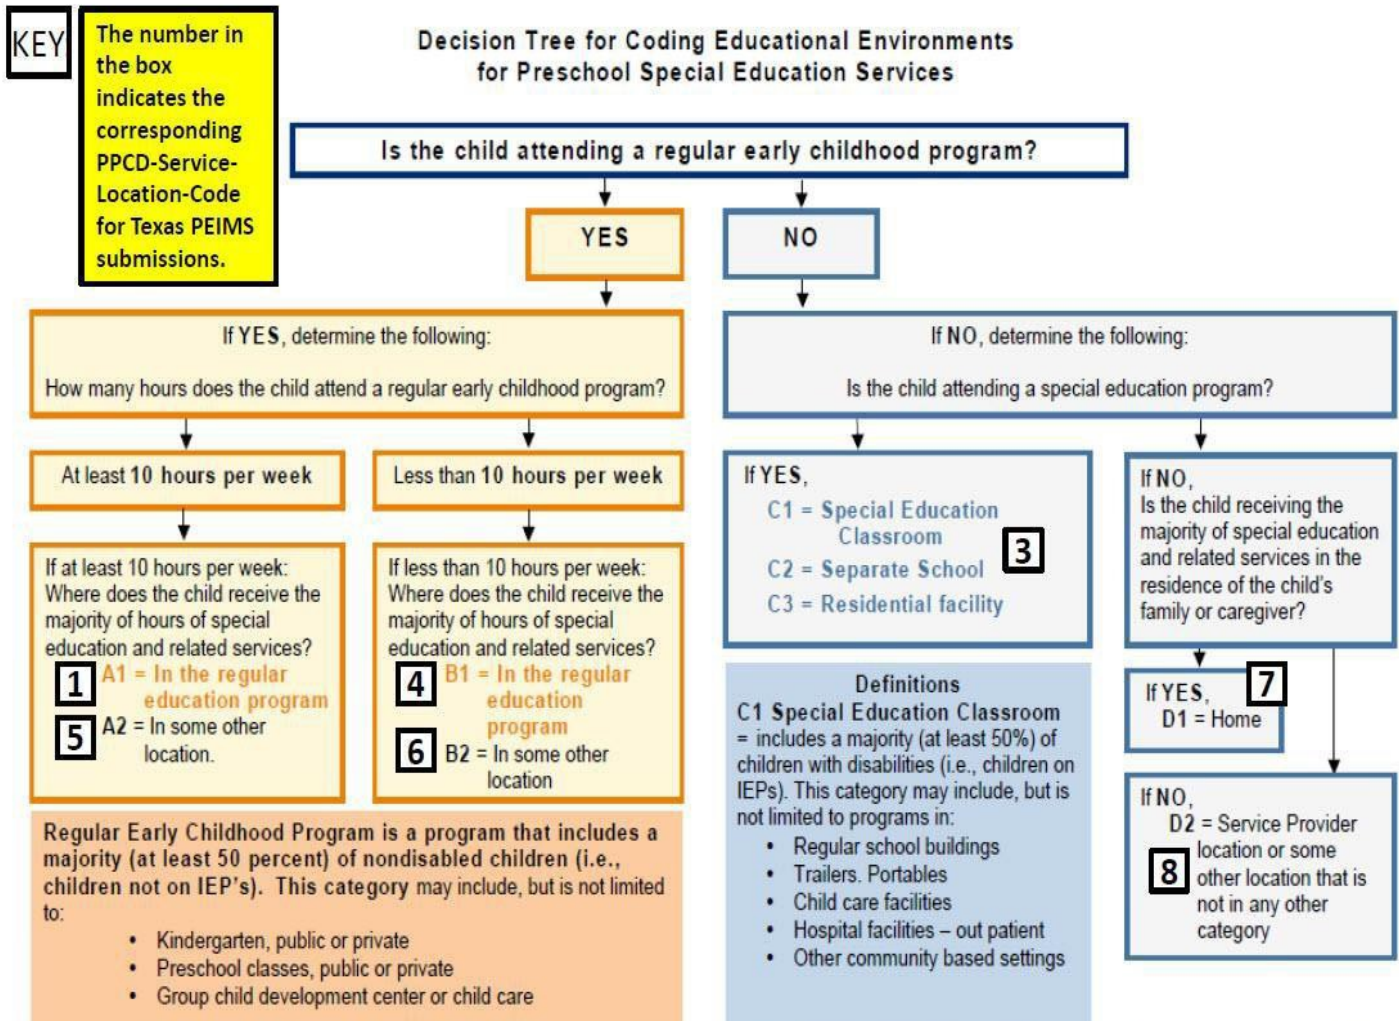 KEY
The number in
the box
indicates the
corresponding
PPCD-Service-
Location-Code
for Texas PEIMS
submissions.
Decision Tree for Coding Educational Environments
for Preschool Special Education Services
Is the child attending a regular early childhood program?
YES
NO
If YES, determine the following:
How many hours does the child attend a regular early childhood program?
If NO, determine the following:
Is the child attending a special education program?
At least 10 hours per week
Less than 10 hours per week
If at least 10 hours per week:
Where does the child receive the
majority of hours of special
education and related services?
1 A1 = In the regular
education program
5 A2 = In some other
location.
If less than 10 hours per week:
Where does the child receive the
majority of hours of special
education and related services?
4 B1 = In the regular
education
program
6 B2 = In some other
location
If YES,
C1 = Special Education
Classroom
3
C2 = Separate School
C3 = Residential facility
If NO,
Is the child receiving the
majority of special education
and related services in the
residence of the child's
family or caregiver?
If YES, 7
D1 = Home
If NO,
D2 = Service Provider
location or some
8 other location that is
not in any other
category
Regular Early Childhood Program is a program that includes a
majority (at least 50 percent) of nondisabled children (i.e.,
children not on IEP's). This category may include, but is not limited
to:
• Kindergarten, public or private
• Preschool classes, public or private
• Group child development center or child care
Definitions
C1 Special Education Classroom
= includes a majority (at least 50%) of
children with disabilities (i.e., children on
IEPs). This category may include, but is
not limited to programs in:
• Regular school buildings
• Trailers. Portables
• Child care facilities
• Hospital facilities – out patient
• Other community based settings